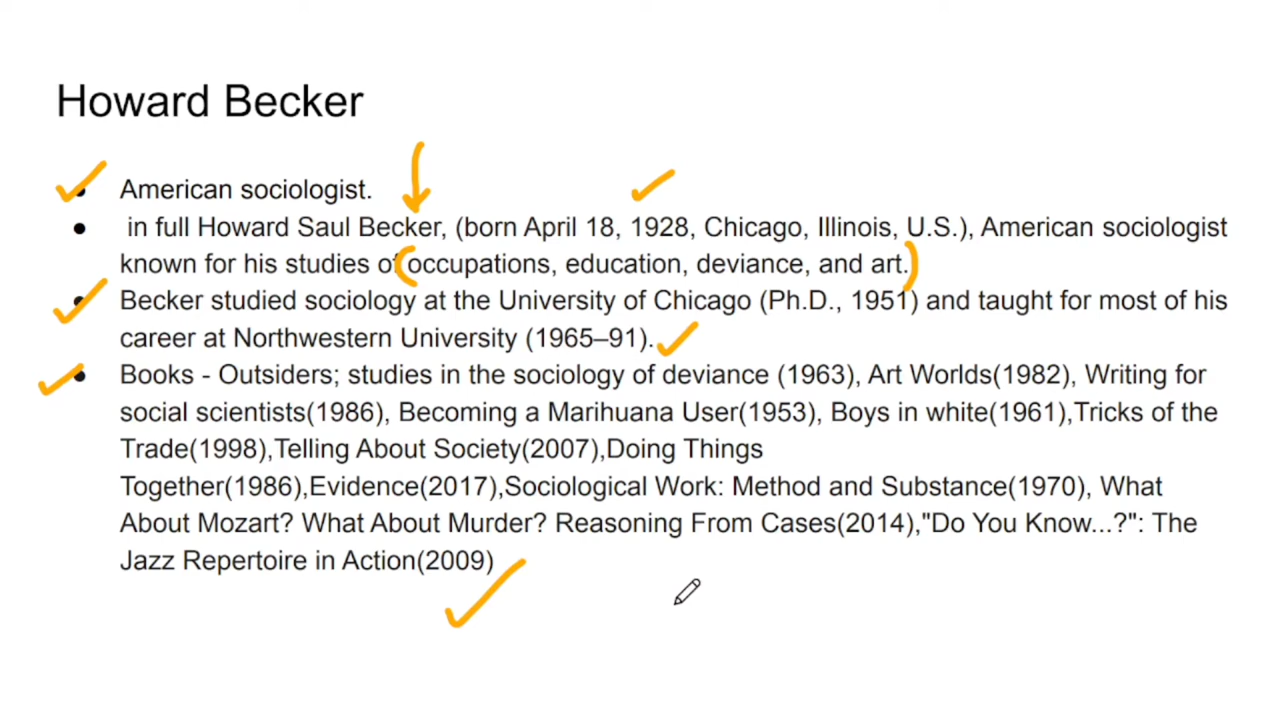 Howard Becker
● American sociologist.
● in full Howard Saul Becker, (born April 18, 1928, Chicago, Illinois, U.S.), American sociologist
known for his studies of occupations, education, deviance, and art.
● Becker studied sociology at the University of Chicago (Ph.D., 1951) and taught for most of his
career at Northwestern University (1965–91).
● Books - Outsiders; studies in the sociology of deviance (1963), Art Worlds(1982), Writing for
social scientists(1986), Becoming a Marihuana User(1953), Boys in white(1961),Tricks of the
Trade(1998),Telling About Society(2007),Doing Things
Together(1986),Evidence(2017),Sociological Work: Method and Substance(1970), What
About Mozart? What About Murder? Reasoning From Cases(2014),"Do You Know...?": The
Jazz Repertoire in Action(2009)